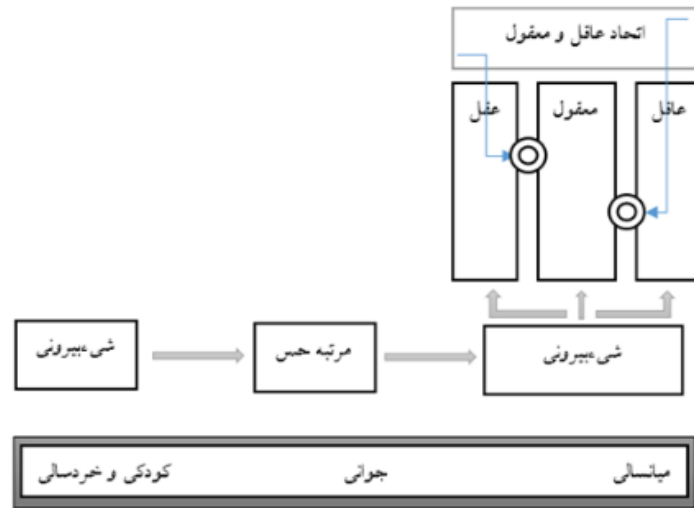 اتحاد عاقل و معقول
عاقل
معقول
عقل
شیءبیرونی
مرتبه حس
شیءبیرونی
میانسالی
جوانی
کودکی و خردسالی